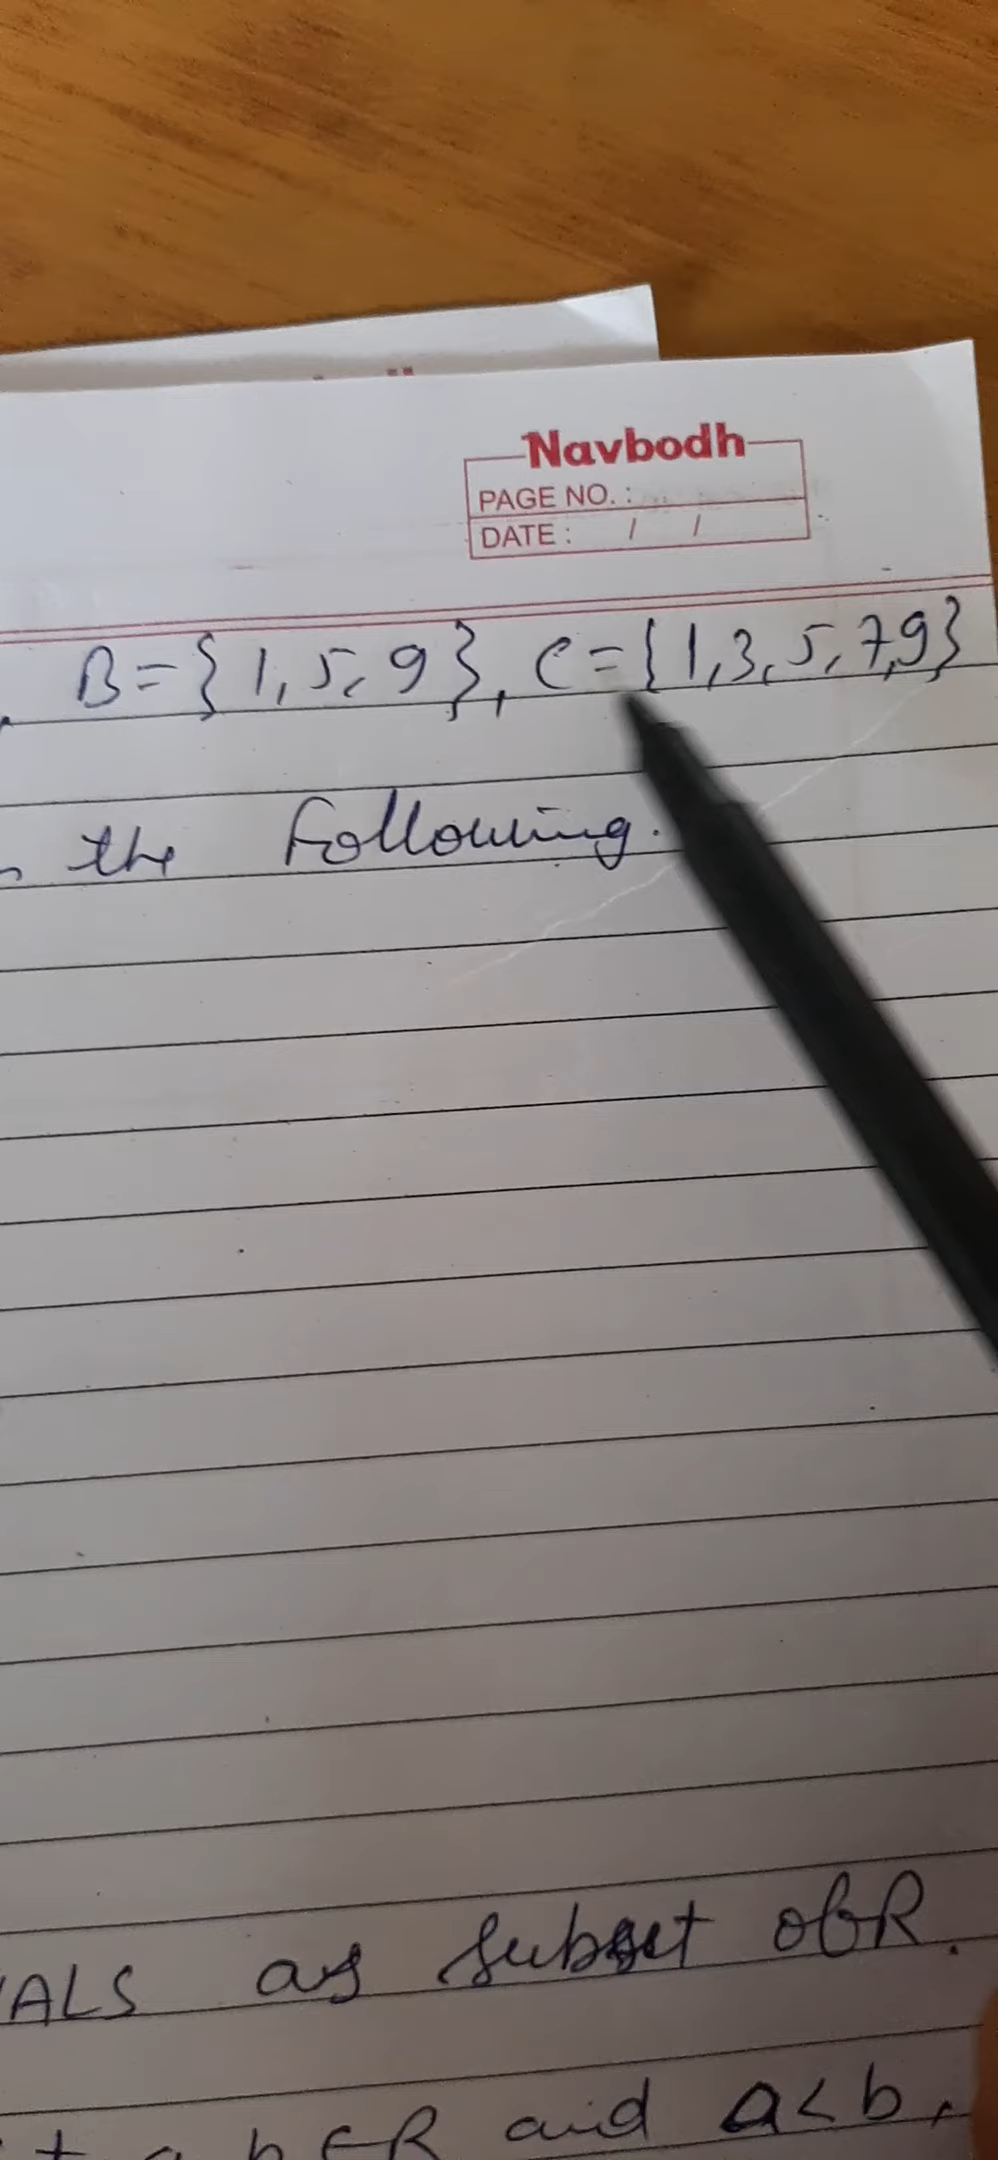 Navbodh
PAGE NO. :
DATE : / /
B={1,5,9}, C={1,3,5,7,9}
the following.
ALS as subset of R.
a, b ∈ R and a<b,